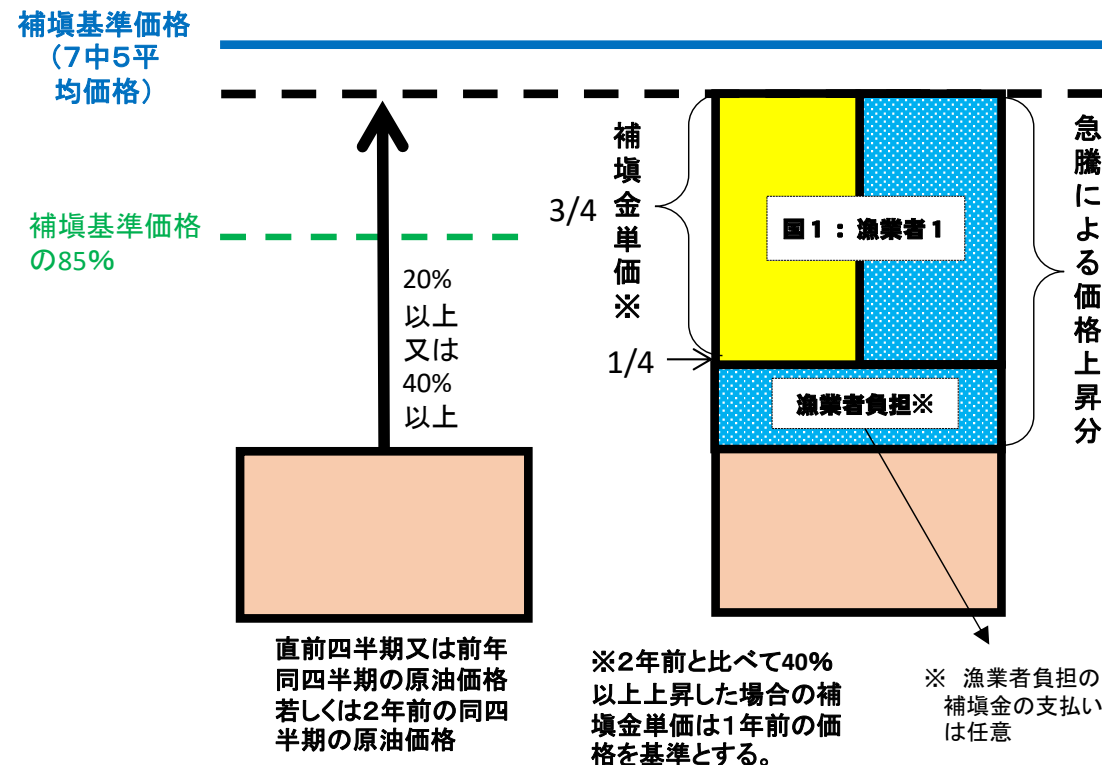 補塡基準価格
（７中５平
均価格）
補塡基準価格
の85％
20%
以上
又は
40%
以上
直前四半期又は前年
同四半期の原油価格
若しくは２年前の同四
半期の原油価格
3/4
補塡金単価※
1/4
国１：漁業者１
漁業者負担※
急騰による価格上昇分
※２年前と比べて40％
以上上昇した場合の補
塡金単価は１年前の価
格を基準とする。
※ 漁業者負担の
補塡金の支払い
は任意